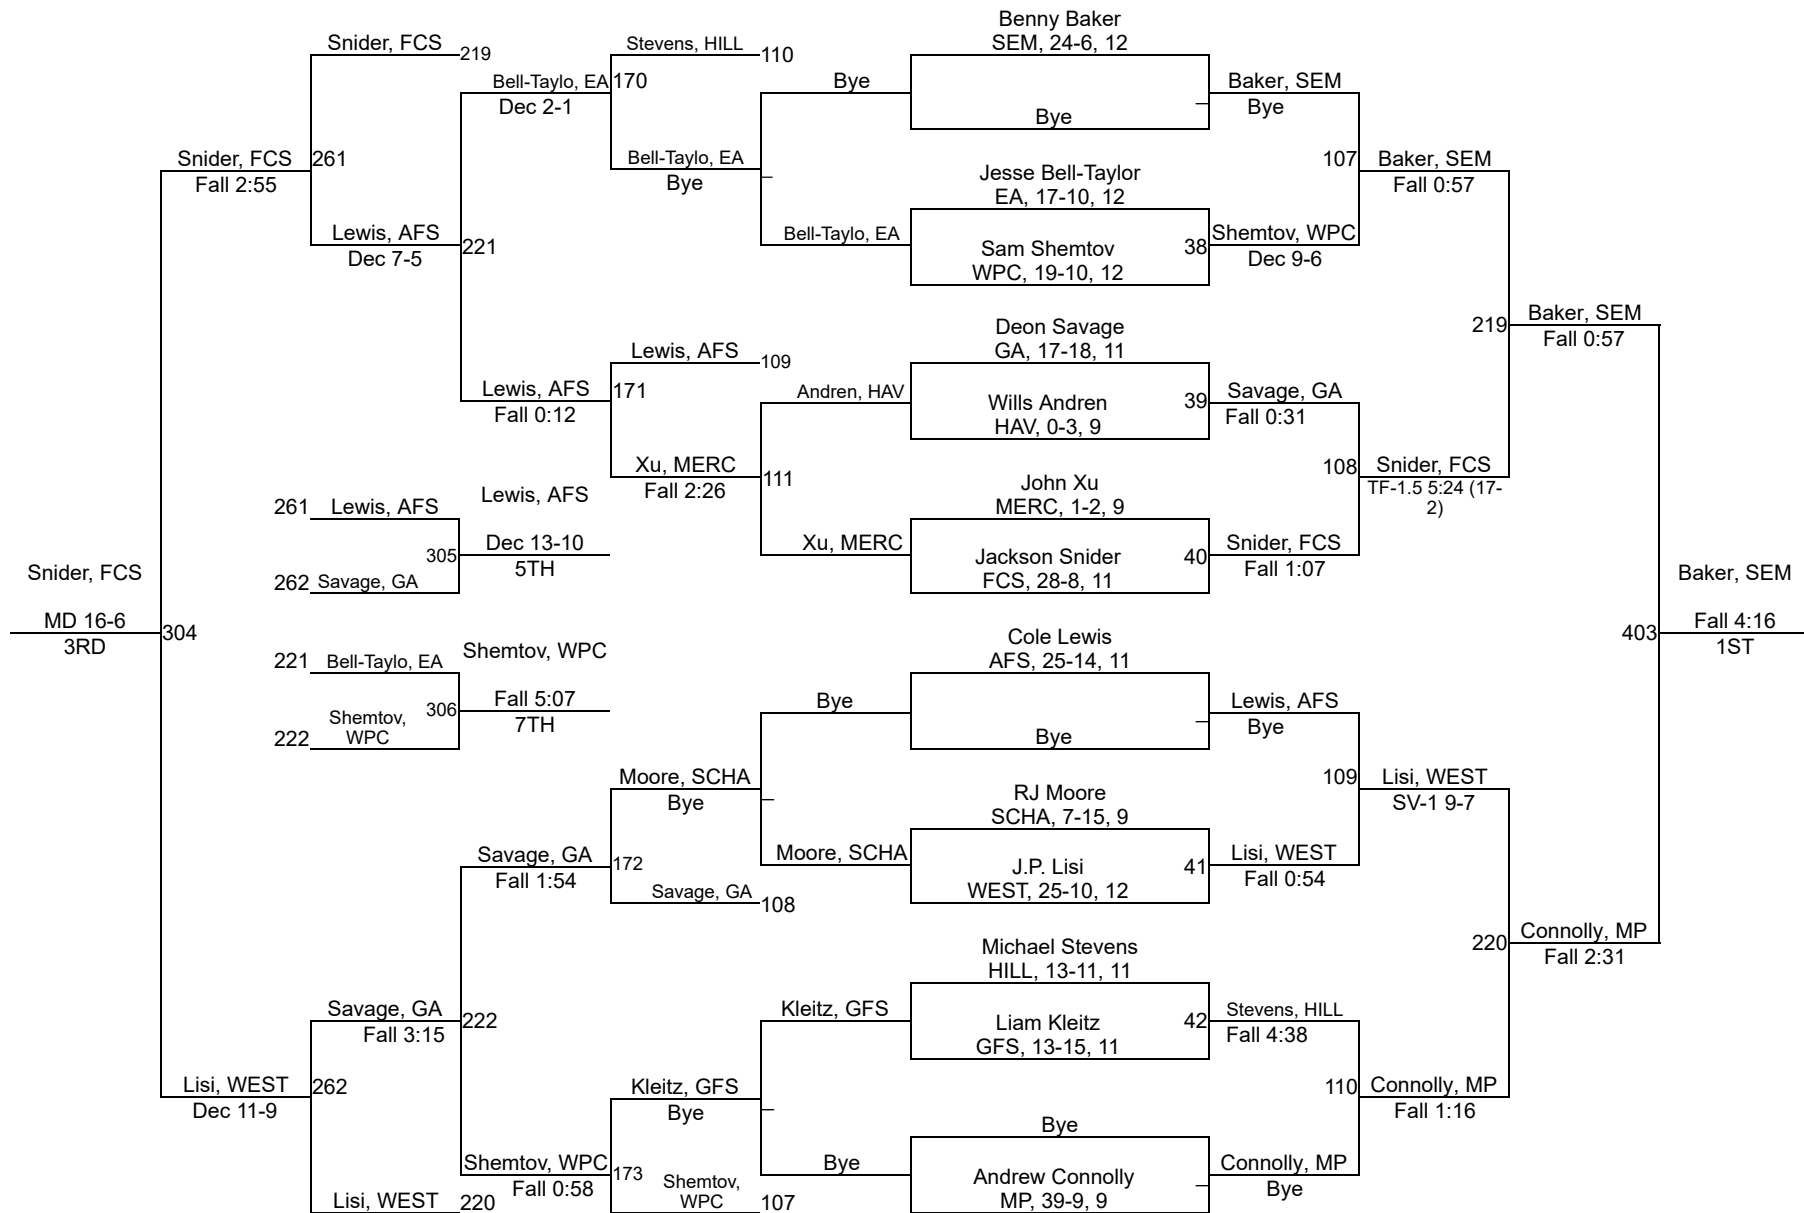 Benny Baker
SEM, 24-6, 12
Snider, FCS
219
Stevens, HILL
110
Bell-Taylo, EA
170
Dec 2-1
Bye
Bye
Baker, SEM
Bye
Snider, FCS
261
Fall 2:55
Bell-Taylo, EA
Bye
Jesse Bell-Taylor
EA, 17-10, 12
107
Baker, SEM
Fall 0:57
Lewis, AFS
221
Dec 7-5
Bell-Taylo, EA
Sam Shemtov
WPC, 19-10, 12
38
Shemtov, WPC
Dec 9-6
Deon Savage
GA, 17-18, 11
219
Baker, SEM
Fall 0:57
Lewis, AFS
109
Lewis, AFS
171
Fall 0:12
Andren, HAV
Wills Andren
HAV, 0-3, 9
39
Savage, GA
Fall 0:31
Xu, MERC
111
Fall 2:26
John Xu
MERC, 1-2, 9
108
Snider, FCS
TF-1.5 5:24 (17-
2)
261
Lewis, AFS
Lewis, AFS
305
Dec 13-10
5TH
262
Savage, GA
Xu, MERC
Jackson Snider
FCS, 28-8, 11
40
Snider, FCS
Fall 1:07
Snider, FCS
MD 16-6
3RD
304
Baker, SEM
403
Fall 4:16
1ST
221
Bell-Taylo, EA
Shemtov, WPC
306
Fall 5:07
7TH
222
Shemtov,
WPC
Cole Lewis
AFS, 25-14, 11
Bye
Bye
Lewis, AFS
Bye
Moore, SCHA
Bye
RJ Moore
SCHA, 7-15, 9
109
Lisi, WEST
SV-1 9-7
Savage, GA
172
Fall 1:54
Moore, SCHA
J.P. Lisi
WEST, 25-10, 12
41
Lisi, WEST
Fall 0:54
Savage, GA
108
Michael Stevens
HILL, 13-11, 11
220
Connolly, MP
Fall 2:31
Savage, GA
222
Fall 3:15
Kleitz, GFS
Liam Kleitz
GFS, 13-15, 11
42
Stevens, HILL
Fall 4:38
Lisi, WEST
262
Dec 11-9
Kleitz, GFS
Bye
110
Connolly, MP
Fall 1:16
Bye
Shemtov, WPC
173
Fall 0:58
Bye
Andrew Connolly
MP, 39-9, 9
Connolly, MP
Bye
Lisi, WEST
220
Shemtov,
WPC
107